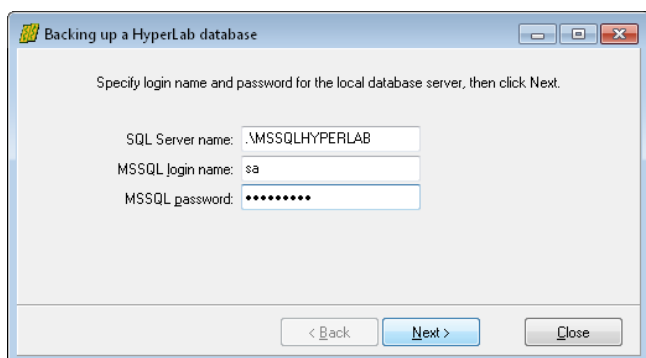 Backing up a HyperLab database
Specify login name and password for the local database server, then click Next.
SQL Server name: .\MSSQLHYPERLAB
MSSQL login name: sa
MSSQL password: •••••••••
< Back Next > Close